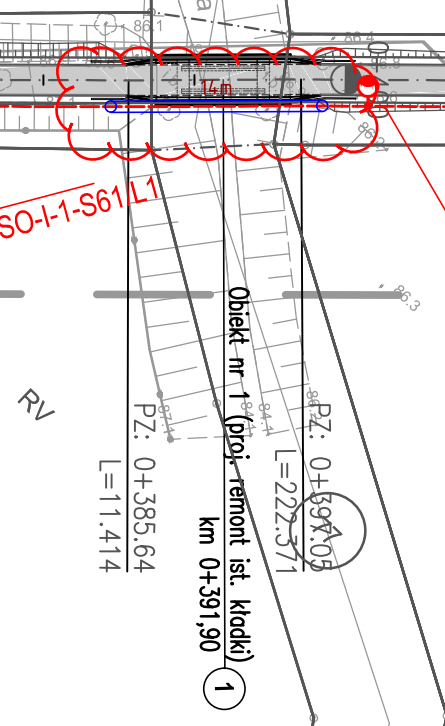 86.1
86.4
14m
SO-I-1-S61/L1
86.3
RV
PZ: 0+385.64
L=11.414
Obiekt nr 1 (proj. remont ist. kładki)
km 0+391,90
1
PZ: 0+397.05
L=222.371
87.1
84.1